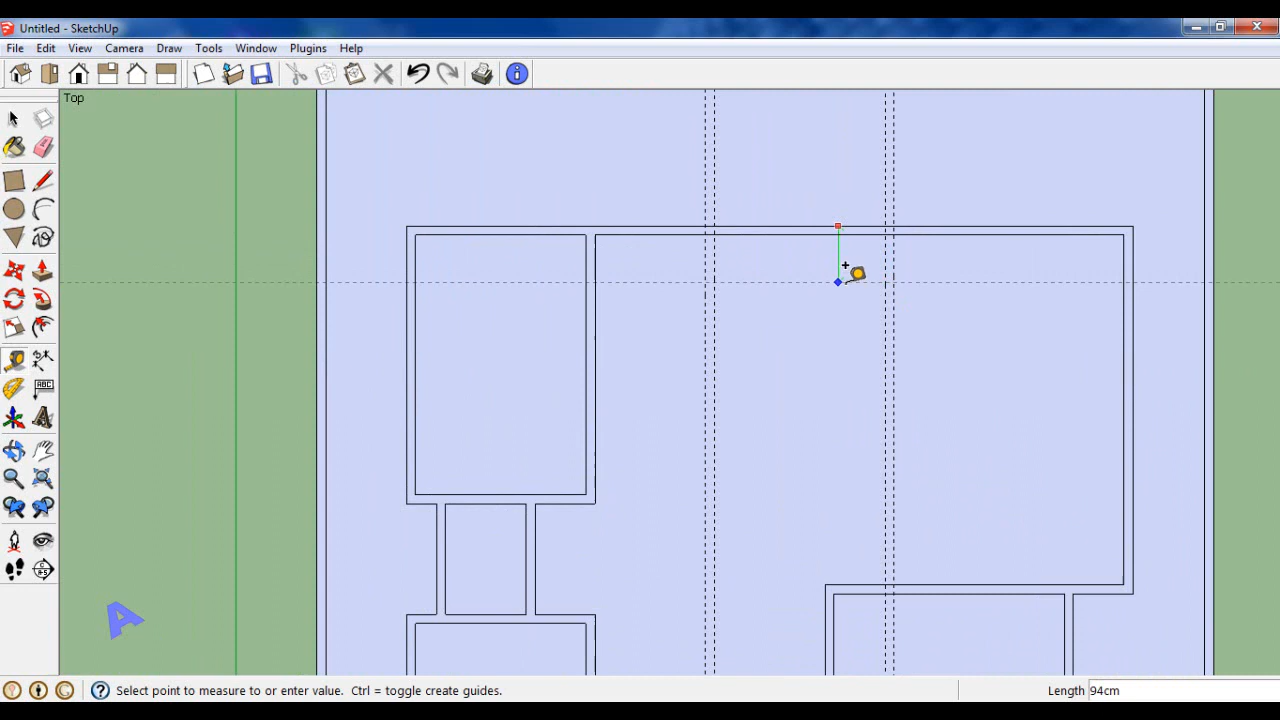 Untitled - SketchUp
File Edit View Camera Draw Tools Window Plugins Help
Top
ABC
A
Select point to measure to or enter value. Ctrl = toggle create guides.
Length 94cm